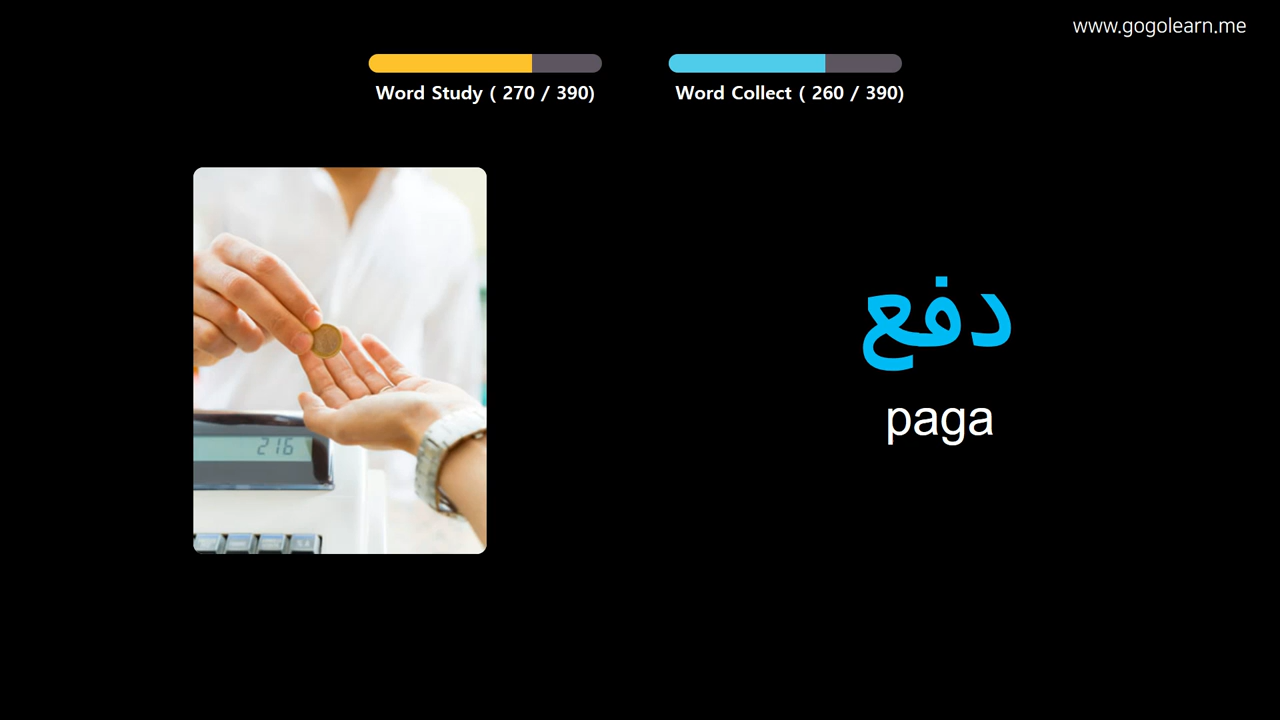 www.gogolearn.me
Word Study ( 270 / 390)
Word Collect ( 260 / 390)
216
دفع
paga